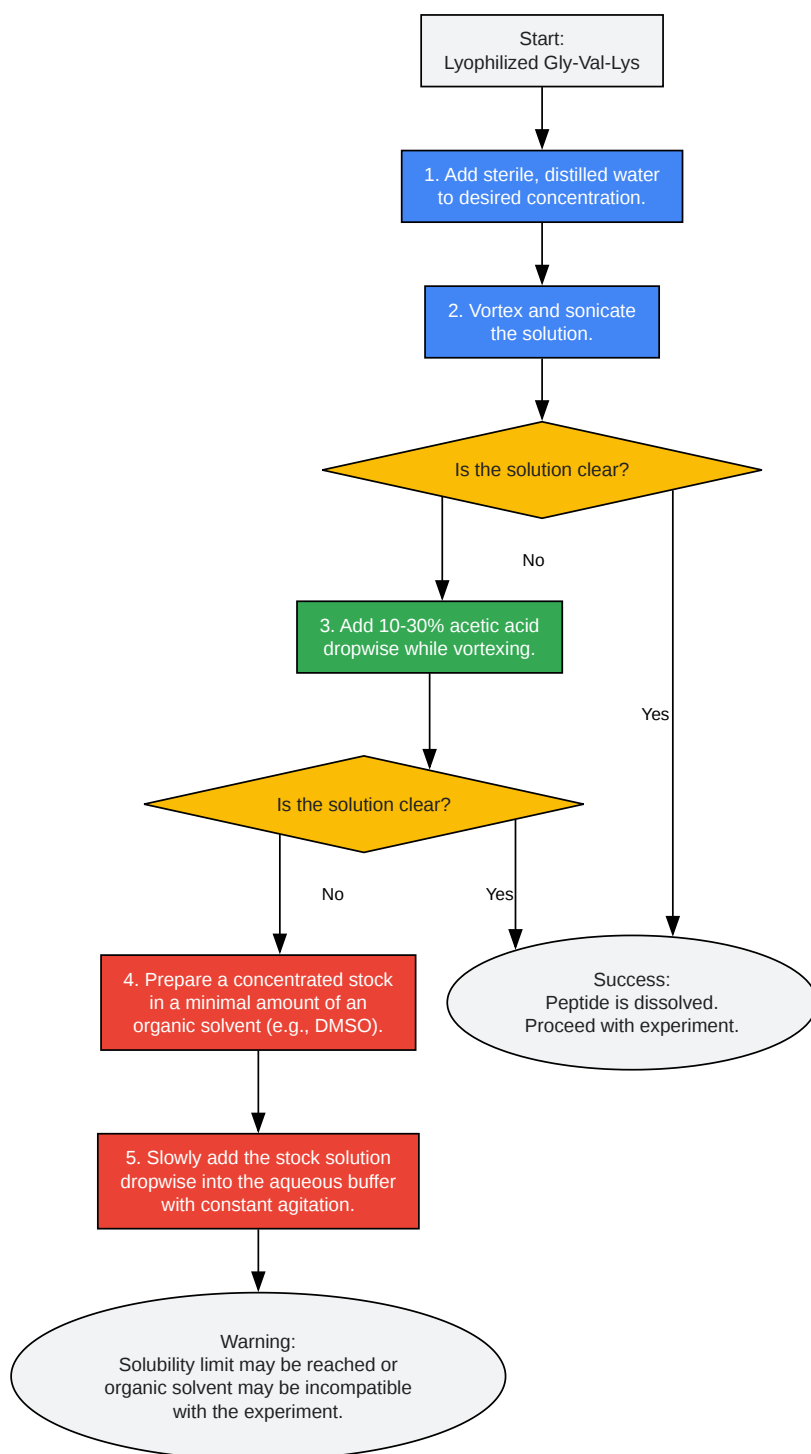 Start:
Lyophilized Gly-Val-Lys
1. Add sterile, distilled water
to desired concentration.
2. Vortex and sonicate
the solution.
Is the solution clear?
No
3. Add 10-30% acetic acid
dropwise while vortexing.
Yes
Is the solution clear?
No
Yes
4. Prepare a concentrated stock
in a minimal amount of an
organic solvent (e.g., DMSO).
Success:
Peptide is dissolved.
Proceed with experiment.
5. Slowly add the stock solution
dropwise into the aqueous buffer
with constant agitation.
Warning:
Solubility limit may be reached or
organic solvent may be incompatible
with the experiment.